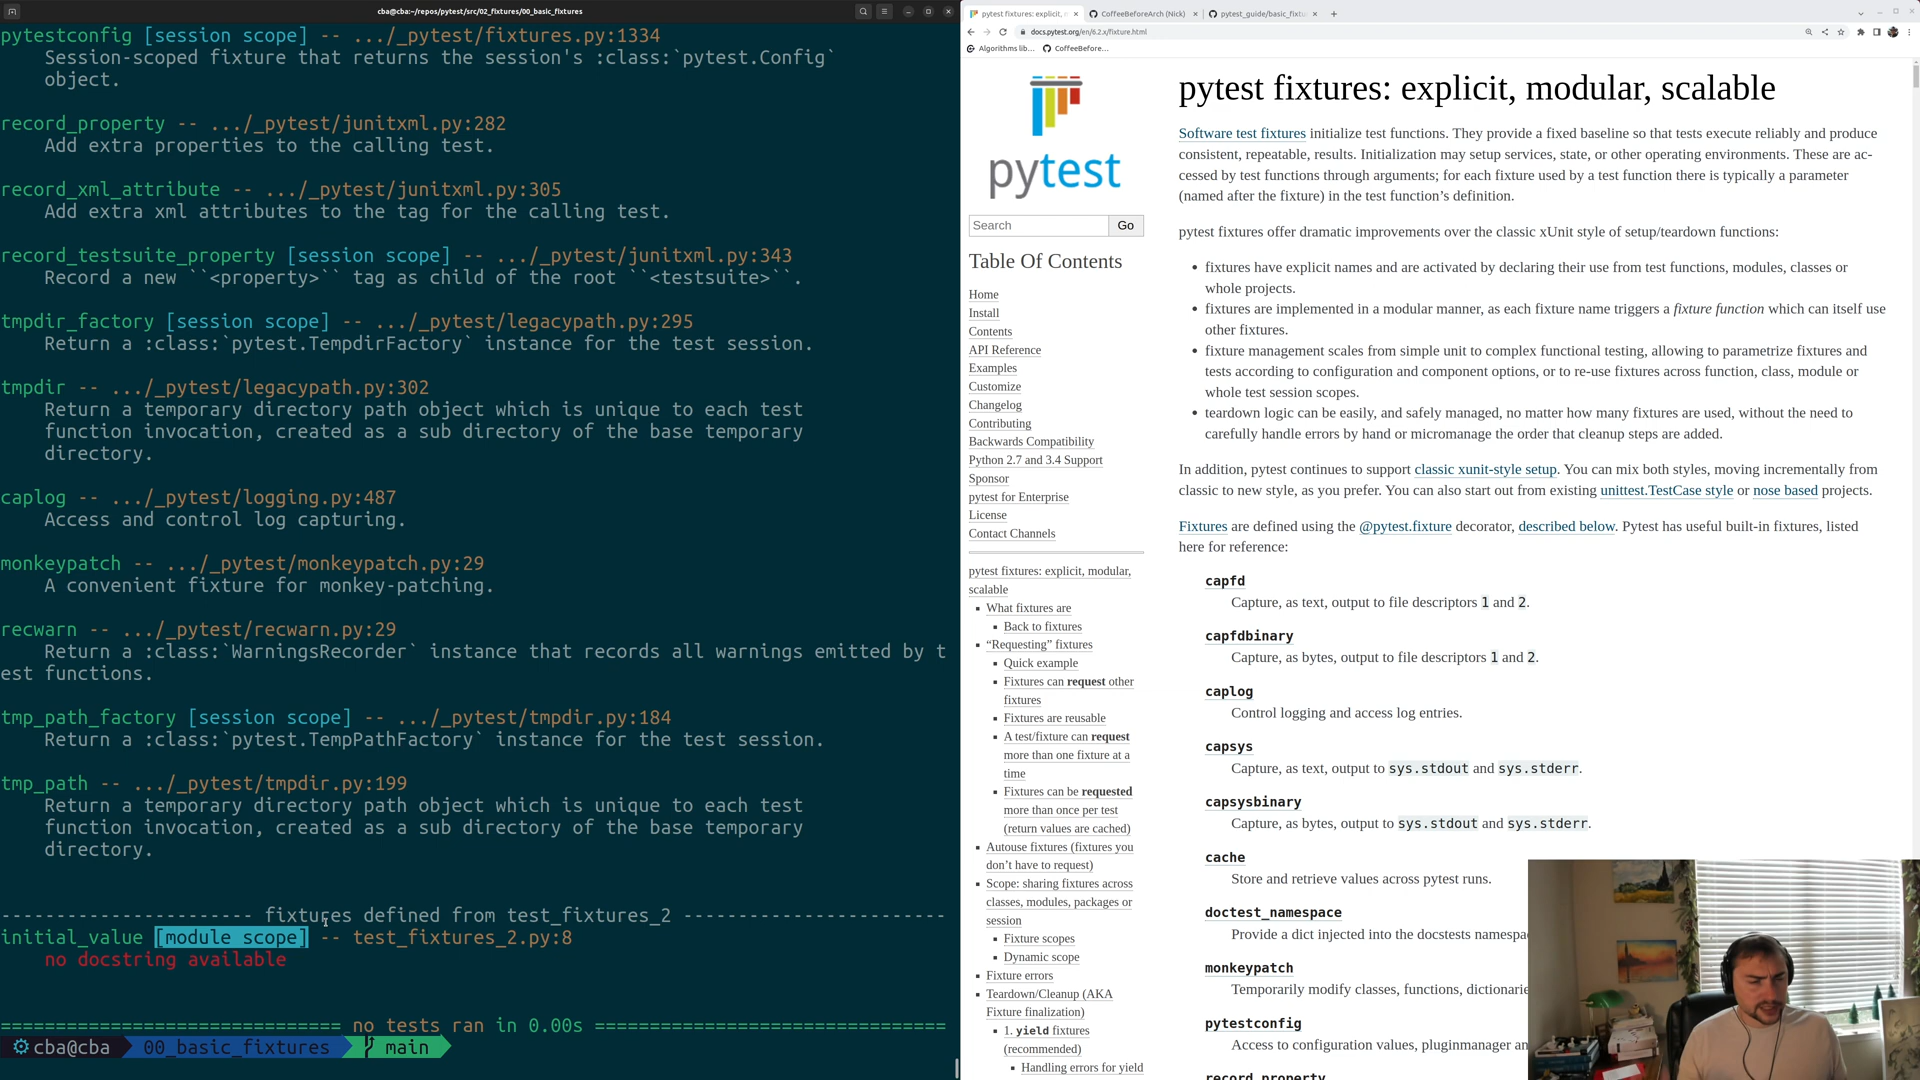 cba@cba:~/repos/pytest/src/02_fixtures/00_basic_fixtures
pytestconfig [session scope] -- .../_pytest/fixtures.py:1334
Session-scoped fixture that returns the session's :class:`pytest.Config`
object.
record_property -- .../_pytest/junitxml.py:282
Add extra properties to the calling test.
record_xml_attribute -- .../_pytest/junitxml.py:305
Add extra xml attributes to the tag for the calling test.
record_testsuite_property [session scope] -- .../_pytest/junitxml.py:343
Record a new ``<property>`` tag as child of the root ``<testsuite>``.
tmpdir_factory [session scope] -- .../_pytest/legacypath.py:295
Return a :class:`pytest.TempdirFactory` instance for the test session.
tmpdir -- .../_pytest/legacypath.py:302
Return a temporary directory path object which is unique to each test
function invocation, created as a sub directory of the base temporary
directory.
caplog -- .../_pytest/logging.py:487
Access and control log capturing.
monkeypatch -- .../_pytest/monkeypatch.py:29
A convenient fixture for monkey-patching.
recwarn -- .../_pytest/recwarn.py:29
Return a :class:`WarningsRecorder` instance that records all warnings emitted by t
est functions.
tmp_path_factory [session scope] -- .../_pytest/tmpdir.py:184
Return a :class:`pytest.TempPathFactory` instance for the test session.
tmp_path -- .../_pytest/tmpdir.py:199
Return a temporary directory path object which is unique to each test
function invocation, created as a sub directory of the base temporary
directory.
----------------------- fixtures defined from test_fixtures_2 ------------------------
initial_value [module scope] -- test_fixtures_2.py:8
no docstring available
=============================== no tests ran in 0.00s ================================
cba@cba 00_basic_fixtures main
pytest fixtures: explicit, m
CoffeeBeforeArch (Nick)
pytest_guide/basic_fixtu
docs.pytest.org/en/6.2.x/fixture.html
Algorithms lib...
CoffeeBefore...
pytest
Search
Go
Table Of Contents
Home
Install
Contents
API Reference
Examples
Customize
Changelog
Contributing
Backwards Compatibility
Python 2.7 and 3.4 Support
Sponsor
pytest for Enterprise
License
Contact Channels
pytest fixtures: explicit, modular,
scalable
What fixtures are
Back to fixtures
“Requesting” fixtures
Quick example
Fixtures can request other
fixtures
Fixtures are reusable
A test/fixture can request
more than one fixture at a
time
Fixtures can be requested
more than once per test
(return values are cached)
Autouse fixtures (fixtures you
don’t have to request)
Scope: sharing fixtures across
classes, modules, packages or
session
Fixture scopes
Dynamic scope
Fixture errors
Teardown/Cleanup (AKA
Fixture finalization)
1. yield fixtures
(recommended)
Handling errors for yield
pytest fixtures: explicit, modular, scalable
Software test fixtures initialize test functions. They provide a fixed baseline so that tests execute reliably and produce
consistent, repeatable, results. Initialization may setup services, state, or other operating environments. These are ac-
cessed by test functions through arguments; for each fixture used by a test function there is typically a parameter
(named after the fixture) in the test function’s definition.
pytest fixtures offer dramatic improvements over the classic xUnit style of setup/teardown functions:
fixtures have explicit names and are activated by declaring their use from test functions, modules, classes or
whole projects.
fixtures are implemented in a modular manner, as each fixture name triggers a fixture function which can itself use
other fixtures.
fixture management scales from simple unit to complex functional testing, allowing to parametrize fixtures and
tests according to configuration and component options, or to re-use fixtures across function, class, module or
whole test session scopes.
teardown logic can be easily, and safely managed, no matter how many fixtures are used, without the need to
carefully handle errors by hand or micromanage the order that cleanup steps are added.
In addition, pytest continues to support classic xunit-style setup. You can mix both styles, moving incrementally from
classic to new style, as you prefer. You can also start out from existing unittest.TestCase style or nose based projects.
Fixtures are defined using the @pytest.fixture decorator, described below. Pytest has useful built-in fixtures, listed
here for reference:
capfd
Capture, as text, output to file descriptors 1 and 2.
capfdbinary
Capture, as bytes, output to file descriptors 1 and 2.
caplog
Control logging and access log entries.
capsys
Capture, as text, output to sys.stdout and sys.stderr.
capsysbinary
Capture, as bytes, output to sys.stdout and sys.stderr.
cache
Store and retrieve values across pytest runs.
doctest_namespace
Provide a dict injected into the docstests namespa
monkeypatch
Temporarily modify classes, functions, dictionarie
pytestconfig
Access to configuration values, pluginmanager an
record_property